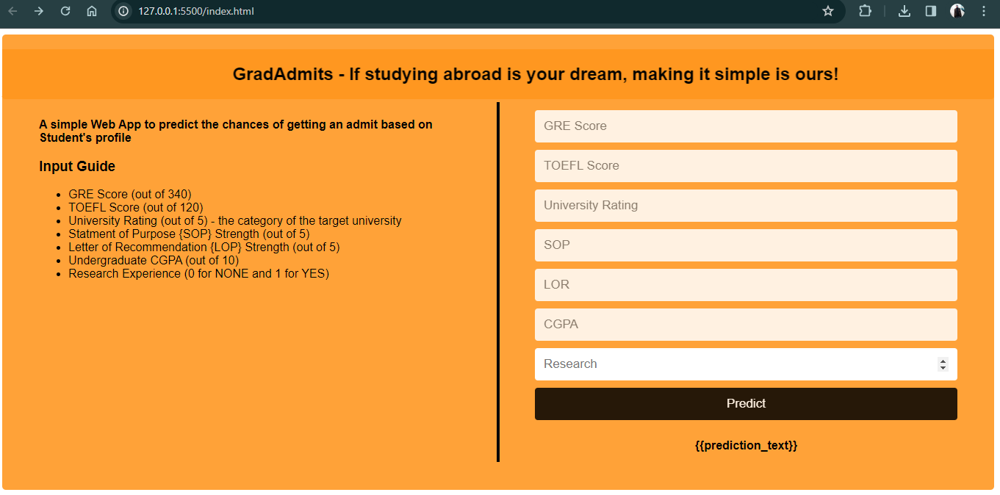 127.0.0.1:5500/index.html
GradAdmits - If studying abroad is your dream, making it simple is ours!
A simple Web App to predict the chances of getting an admit based on
Student's profile
Input Guide
• GRE Score (out of 340)
• TOEFL Score (out of 120)
• University Rating (out of 5) - the category of the target university
• Statment of Purpose {SOP} Strength (out of 5)
• Letter of Recommendation {LOP} Strength (out of 5)
• Undergraduate CGPA (out of 10)
• Research Experience (0 for NONE and 1 for YES)
GRE Score
TOEFL Score
University Rating
SOP
LOR
CGPA
Research
Predict
{{prediction_text}}